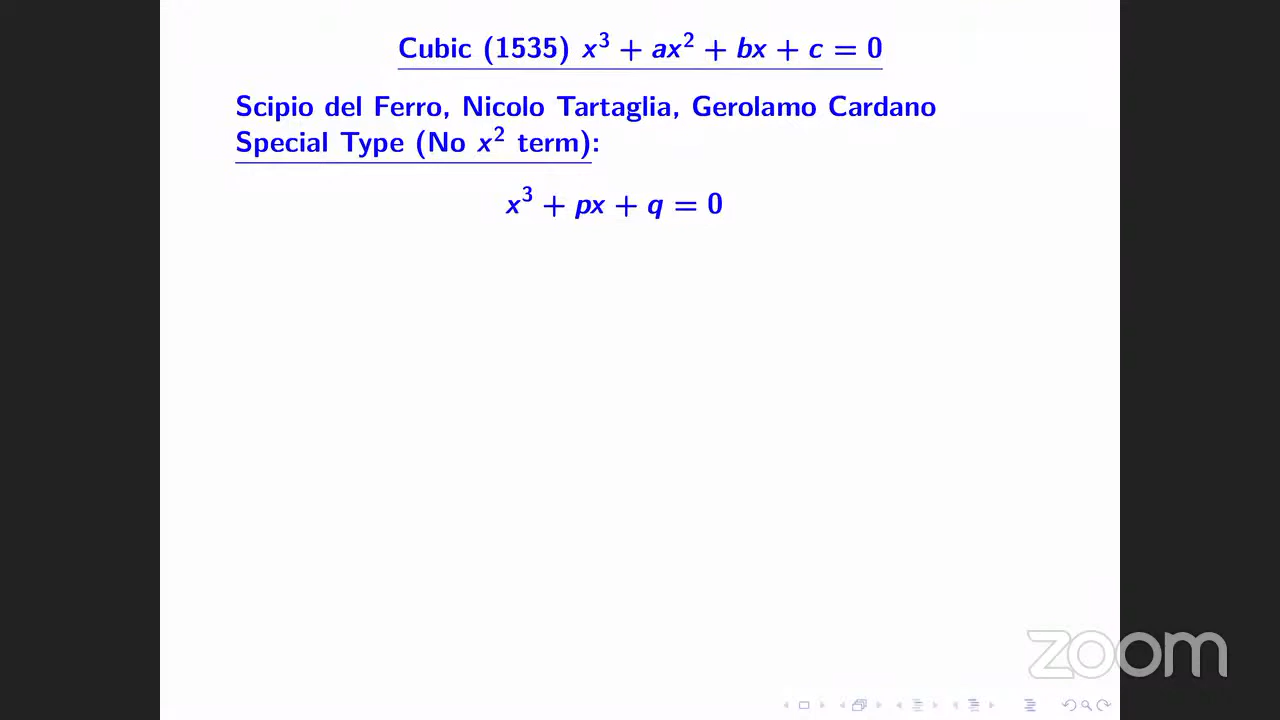 Cubic (1535) x³ + ax² + bx + c = 0
Scipio del Ferro, Nicolo Tartaglia, Gerolamo Cardano
Special Type (No x² term):
x³ + px + q = 0
zoom